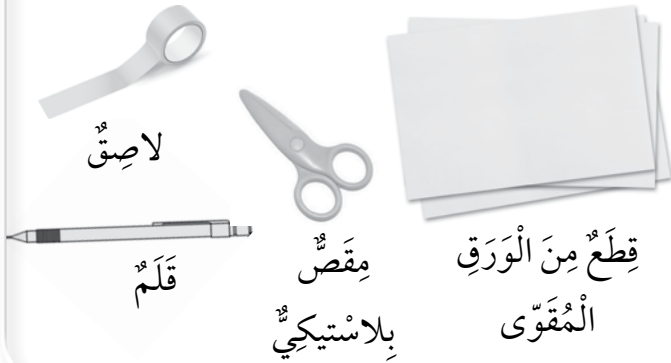 لاصِقٌ
قِطَعٌ مِنَ الْوَرَقِ
الْمُقَوّى
مِقَصٌّ
بِلاسْتيكِيٌّ
قَلَمٌ